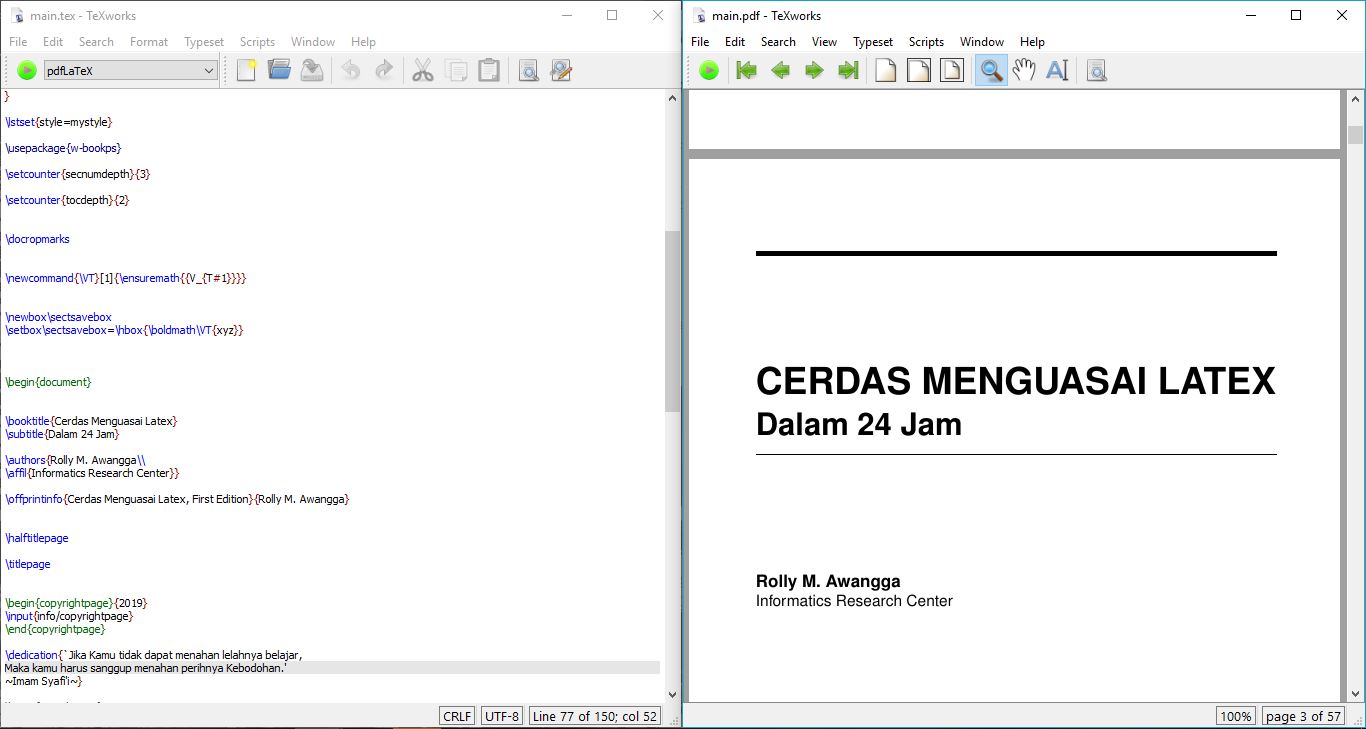 main.tex - TeXworks
File Edit Search Format Typeset Scripts Window Help
pdfLaTeX
}
\lstset{style=mystyle}
\usepackage{w-bookps}
\setcounter{secnumdepth}{3}
\setcounter{tocdepth}{2}
\docropmarks
\newcommand{\VT}[1]{\ensuremath{{V_{T#1}}}}
\newbox\sectsavebox
\setbox\sectsavebox=\hbox{\boldmath\VT{xyz}}
\begin{document}
\booktitle{Cerdas Menguasai Latex}
\subtitle{Dalam 24 Jam}
\authors{Rolly M. Awangga\\
\affil{Informatics Research Center}}
\offprintinfo{Cerdas Menguasai Latex, First Edition}{Rolly M. Awangga}
\halftitlepage
\titlepage
\begin{copyrightpage}{2019}
\input{info/copyrightpage}
\end{copyrightpage}
\dedication{`Jika Kamu tidak dapat menahan lelahnya belajar,
Maka kamu harus sanggup menahan perihnya Kebodohan.'
~Imam Syafi'i~}
CRLF UTF-8 Line 77 of 150; col 52
main.pdf - TeXworks
File Edit Search View Typeset Scripts Window Help
CERDAS MENGUASAI LATEX
Dalam 24 Jam
Rolly M. Awangga
Informatics Research Center
100% page 3 of 57